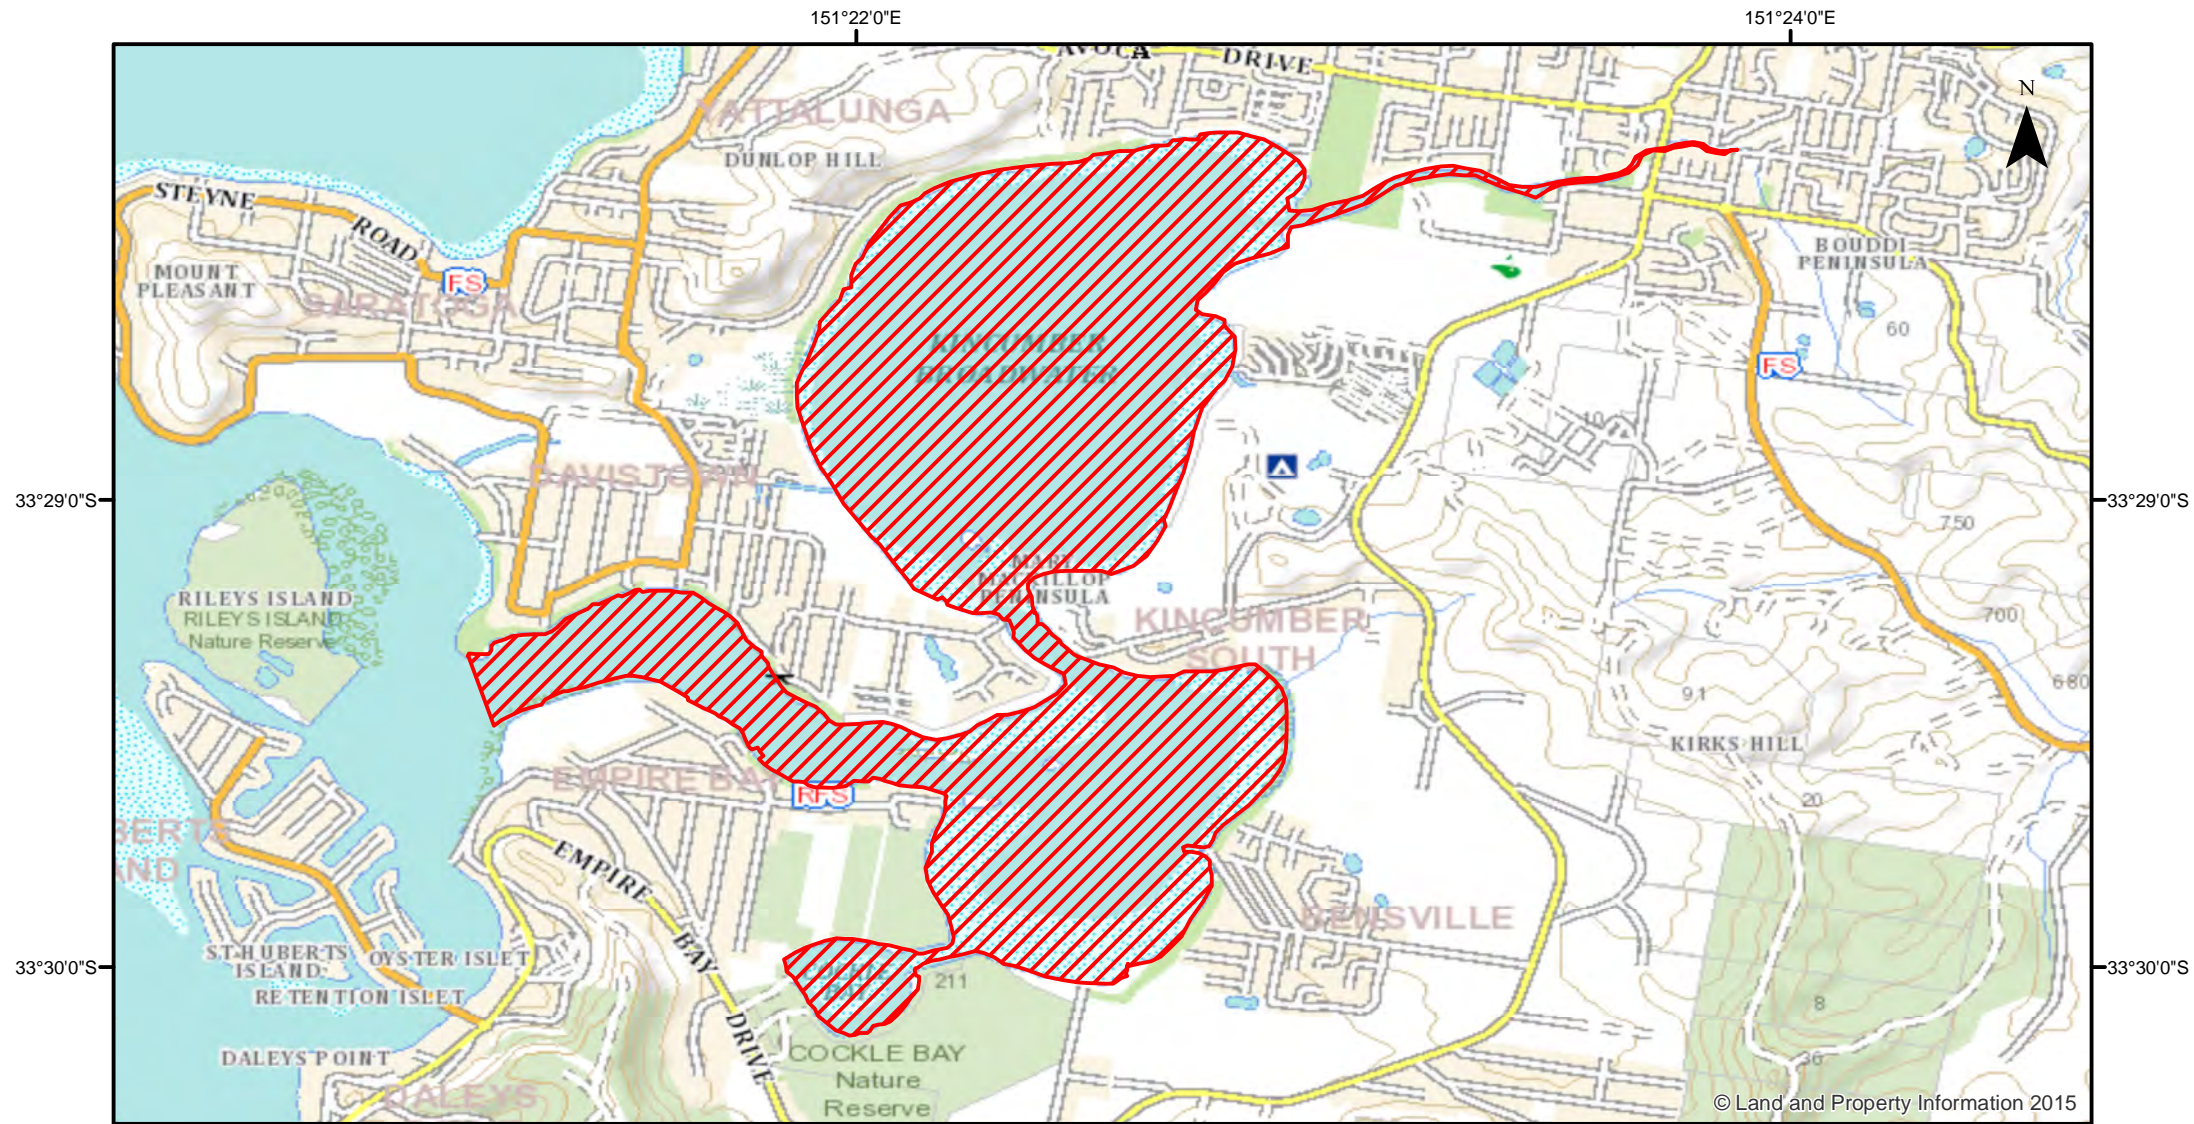 151°22'0"E
151°24'0"E
AVOCA
DRIVE
N
YATTALUNGA
DUNLOP HILL
STEYNE
ROAD
FS
MOUNT
PLEASANT
SARATOGA
BOUDDI
PENINSULA
60
FS
KINCUMBER
BROADWATER
10
DAVISTOWN
33°29'0"S
33°29'0"S
750
MARY
MACKILLOP
PENINSULA
RILEYS ISLAND
RILEYS ISLAND
Nature Reserve
KINCUMBER
SOUTH
700
680
91
KIRKS HILL
EMPIRE BAY
RFS
20
BERTS
AND
EMPIRE
BAY
DRIVE
BENSVILLE
ST HUBERTS
ISLAND
OYSTER ISLET
33°30'0"S
33°30'0"S
COCKLE
BAY
211
RETENTION ISLET
8
DALEYS POINT
36
COCKLE BAY
Nature
Reserve
DALEYS
© Land and Property Information 2015